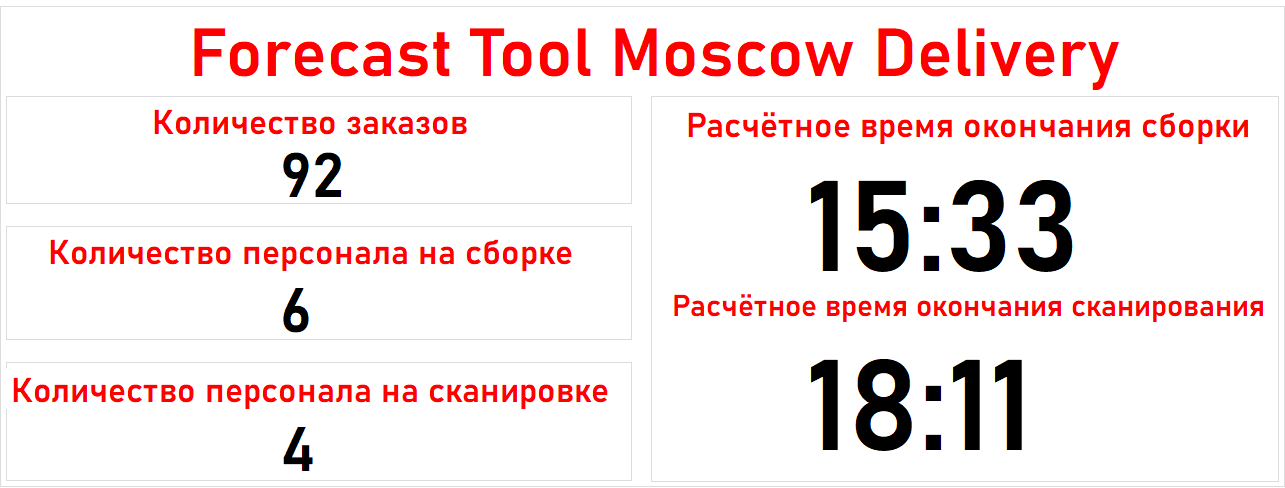 Forecast Tool Moscow Delivery
Количество заказов
92
Количество персонала на сборке
6
Количество персонала на сканировке
4
Расчётное время окончания сборки
15:33
Расчётное время окончания сканирования
18:11